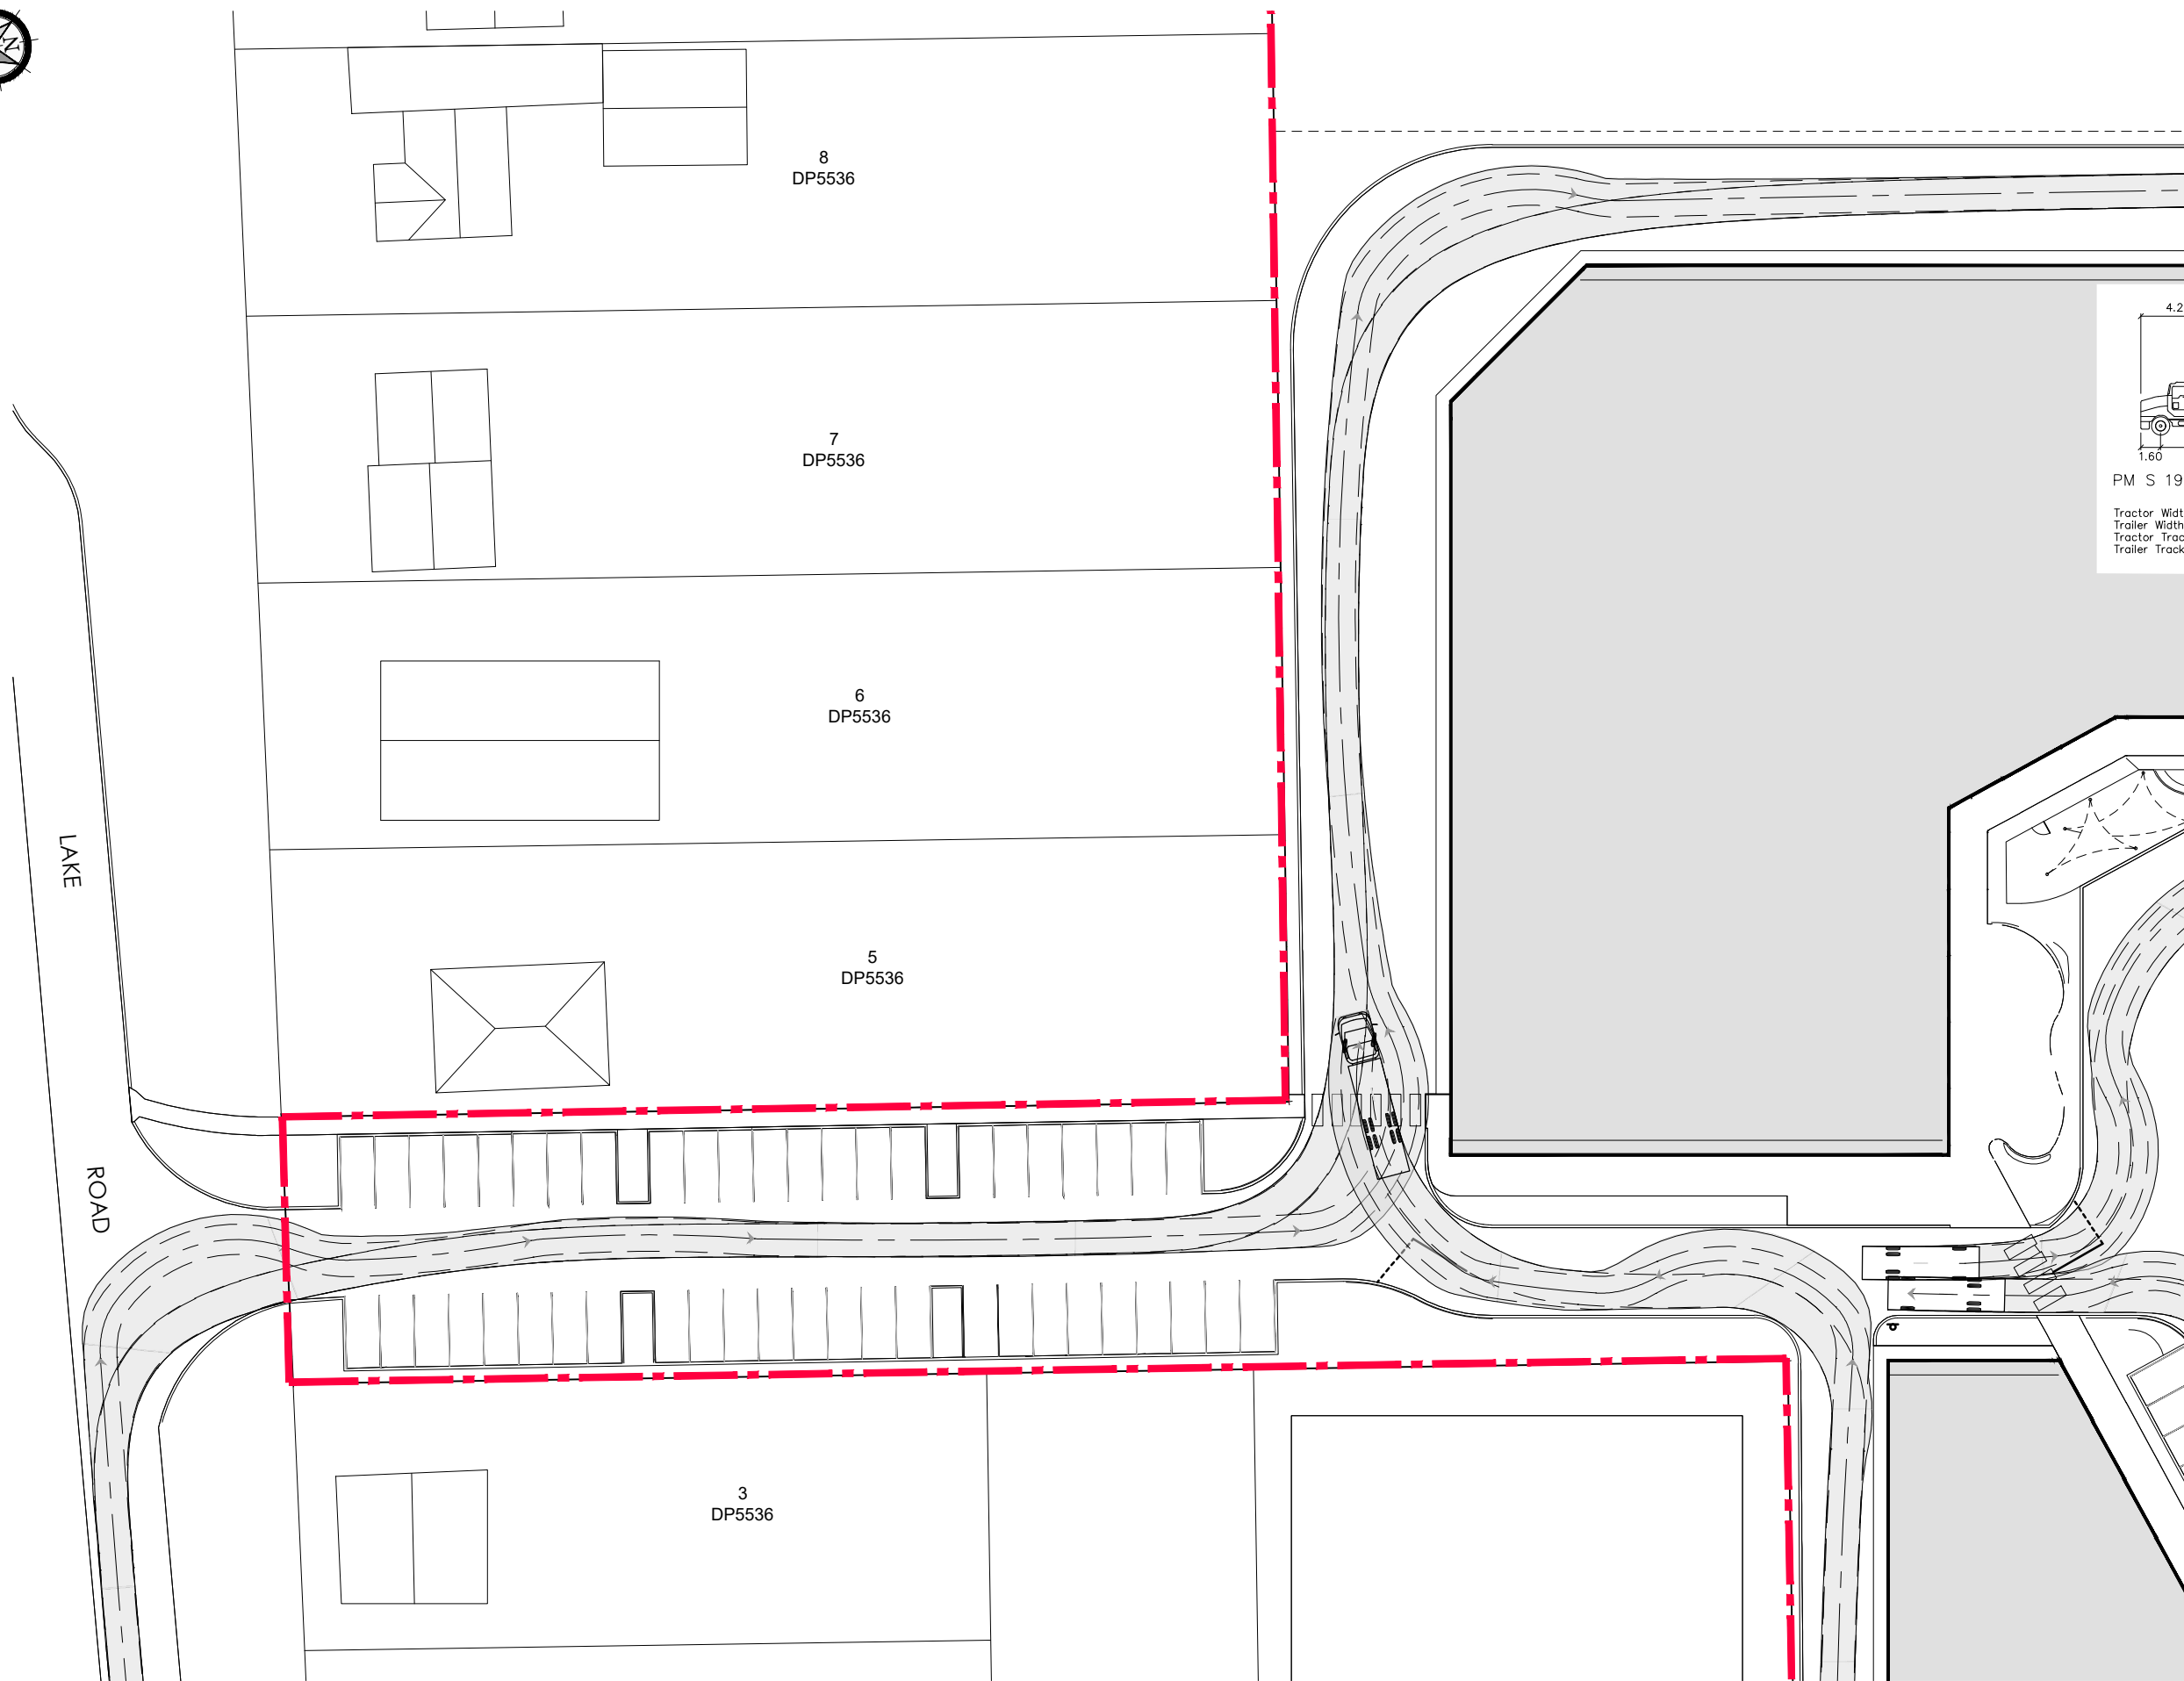 N
8
DP5536
4.2
7
DP5536
1.60
PM S 19
Tractor Widt
Trailer Width
Tractor Trac
Trailer Track
6
DP5536
LAKE
5
DP5536
ROAD
3
DP5536